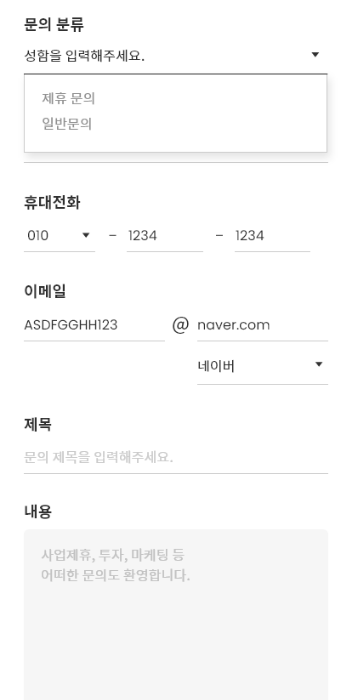 문의 분류
성함을 입력해주세요.
제휴 문의
일반문의
휴대전화
010 - 1234 - 1234
이메일
ASDFGGHH123 @ naver.com
네이버
제목
문의 제목을 입력해주세요.
내용
사업제휴, 투자, 마케팅 등
어떠한 문의도 환영합니다.